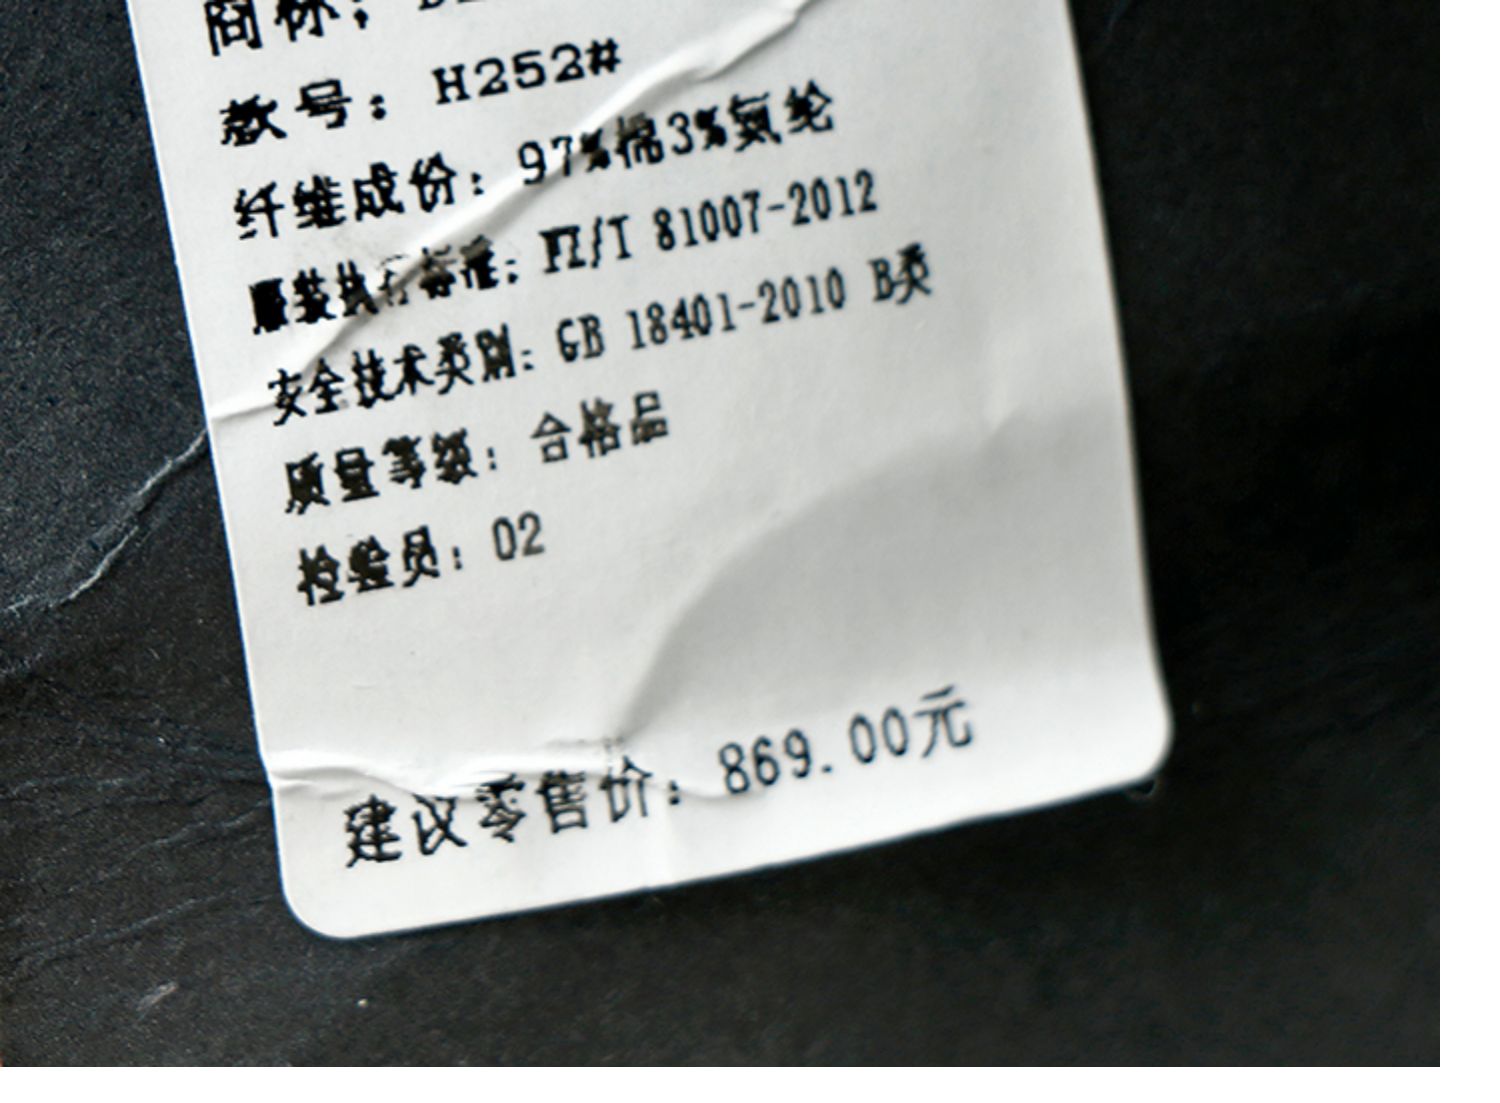 商标：
款号：H252#
纤维成份：97%棉3%氨纶
服装执行标准：FZ/T 81007-2012
安全技术类别：GB 18401-2010 B类
质量等级：合格品
检验员：02
建议零售价：869.00元